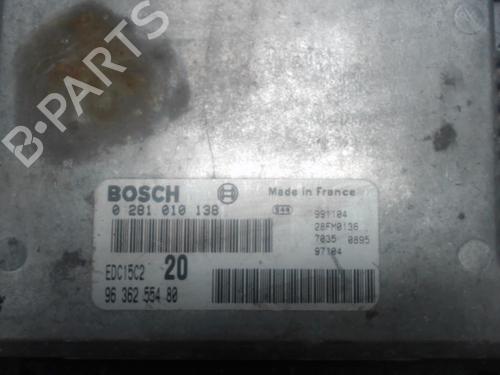 B-PARTS
BOSCH Made in France
0 281 010 138
991104
28FM0136
7035 0895
97104
EDC15C2 20
96 362 554 80